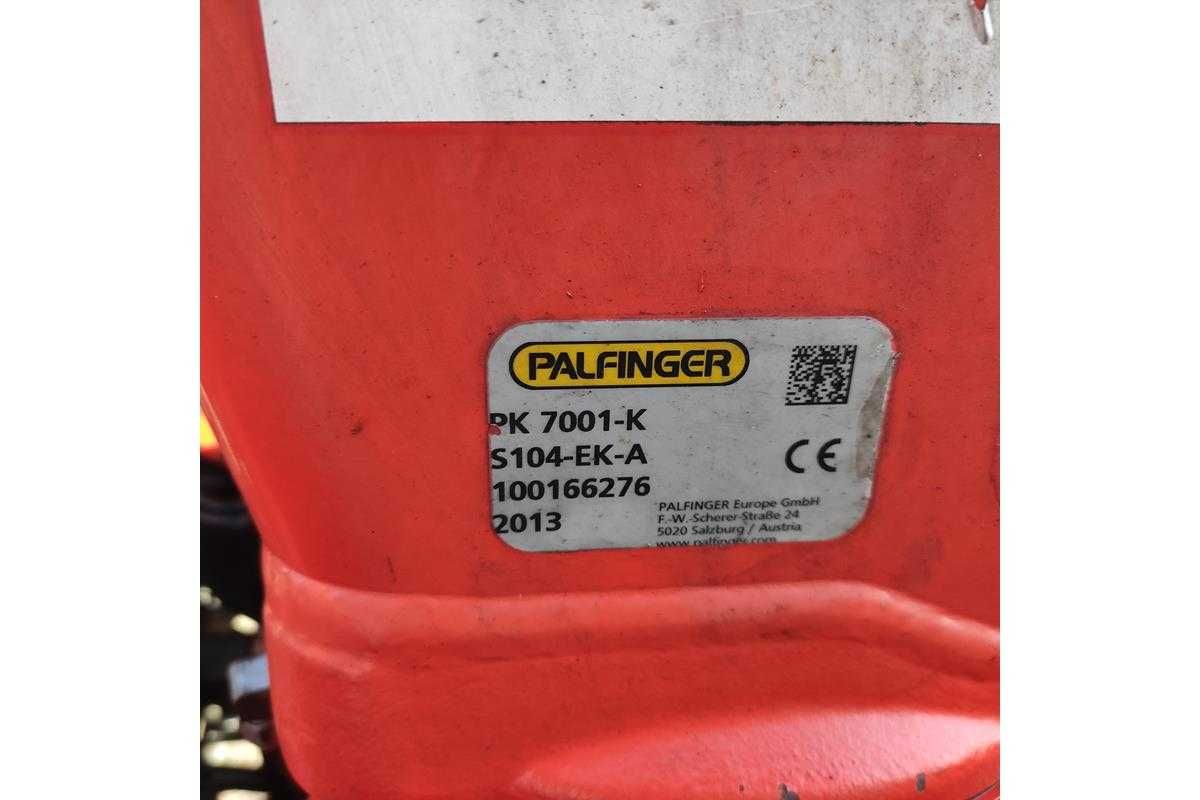 PALFINGER
PK 7001-K
S104-EK-A
100166276
2013
CE
PALFINGER Europe GmbH
F.-W.-Scherer-Straße 24
5020 Salzburg / Austria
www.palfinger.com